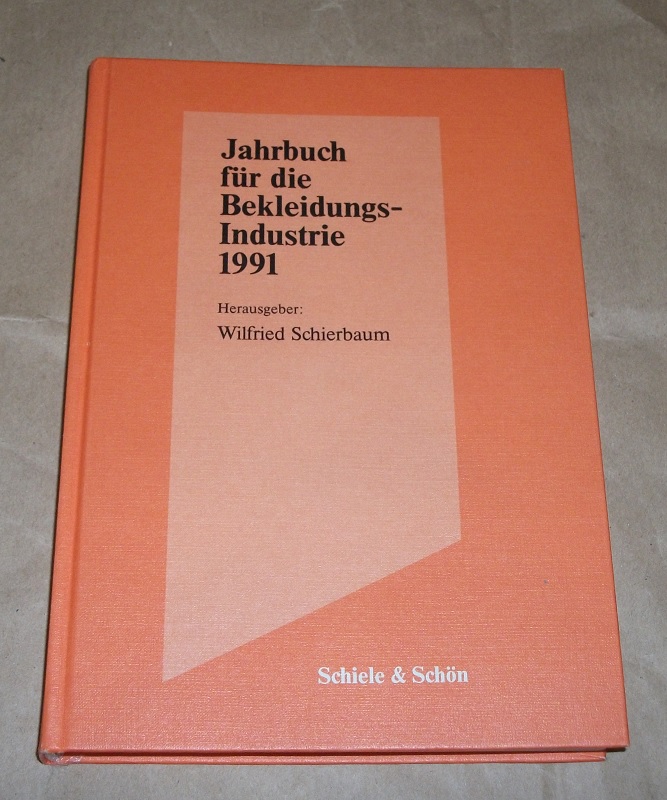 Jahrbuch
für die
Bekleidungs-
Industrie
1991
Herausgeber:
Wilfried Schierbaum
Schiele & Schön